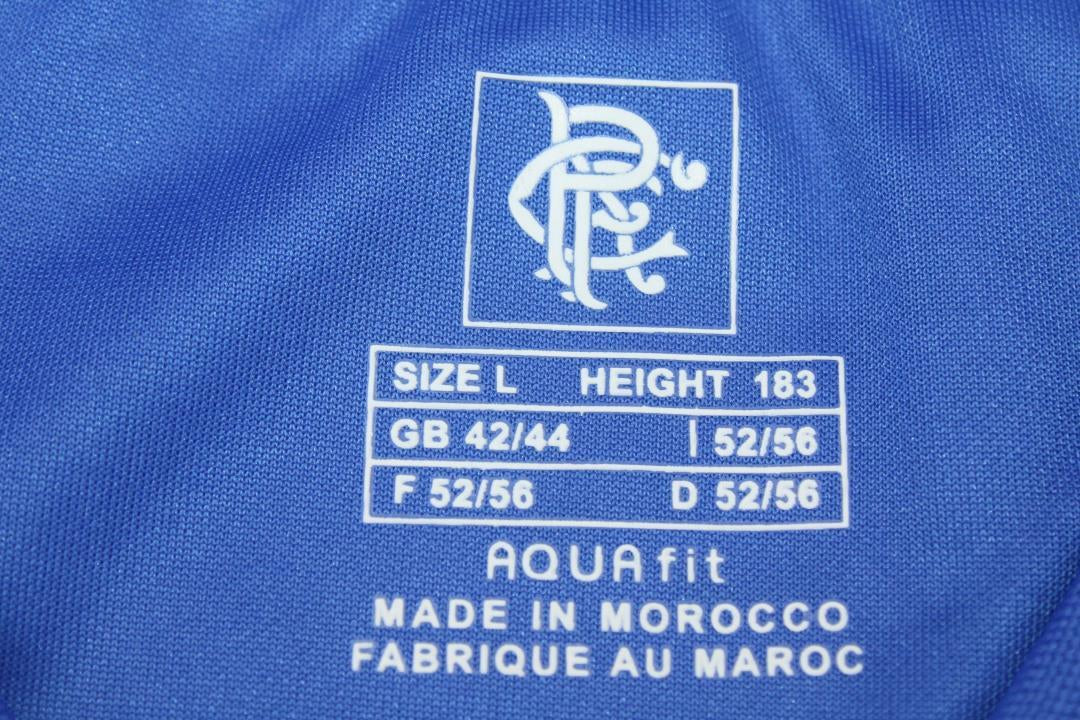 RFC
SIZE L HEIGHT 183
GB 42/44 I 52/56
F 52/56 D 52/56
AQUAfit
MADE IN MOROCCO
FABRIQUE AU MAROC